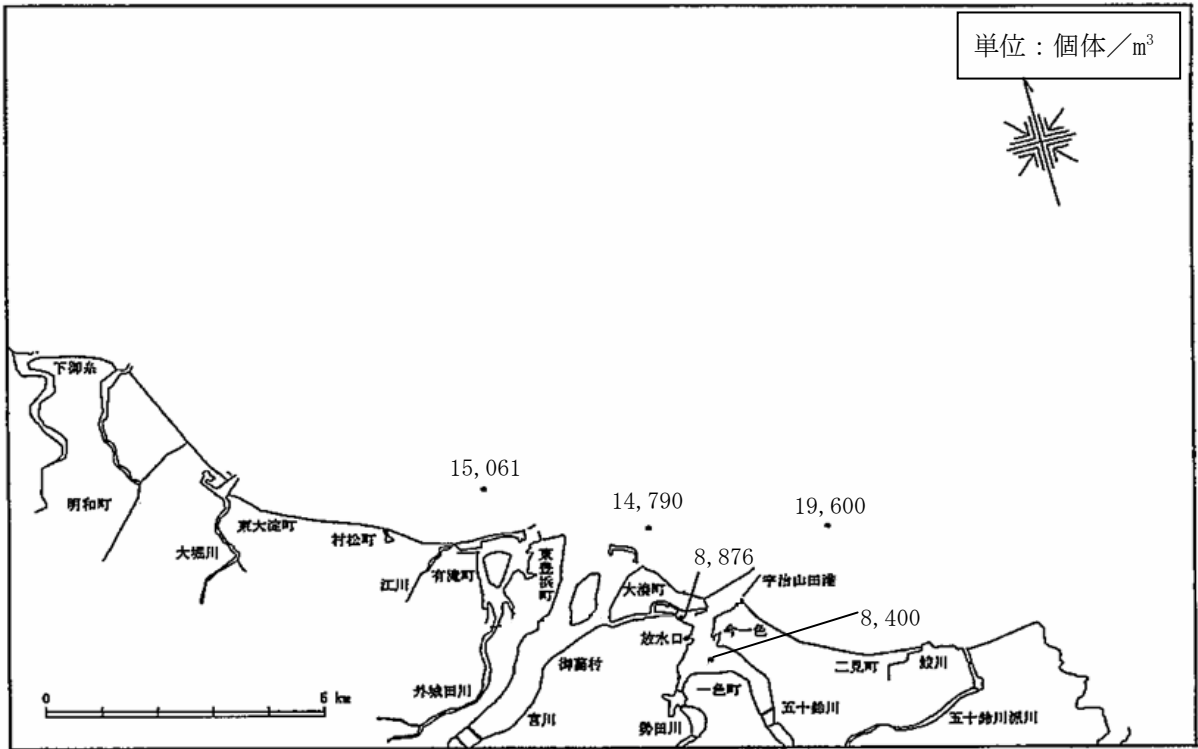 単位：個体／m³
下御糸
明和町
大堀川
東大淀町
村松町
江川
有滝町
東豊浜町
外城田川
宮川
御薗村
大湊町
放水口
勢田川
一色町
今一色
宇治山田港
五十鈴川
二見町
鮫川
五十鈴川派川
15,061
14,790
19,600
8,876
8,400
0
6 km